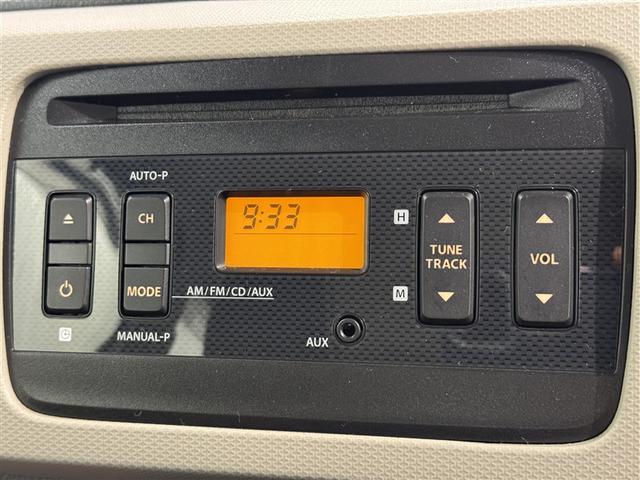 AUTO-P
CH
MODE
MANUAL-P
9:33
AM/FM/CD/AUX
AUX
H
TUNE
TRACK
M
VOL